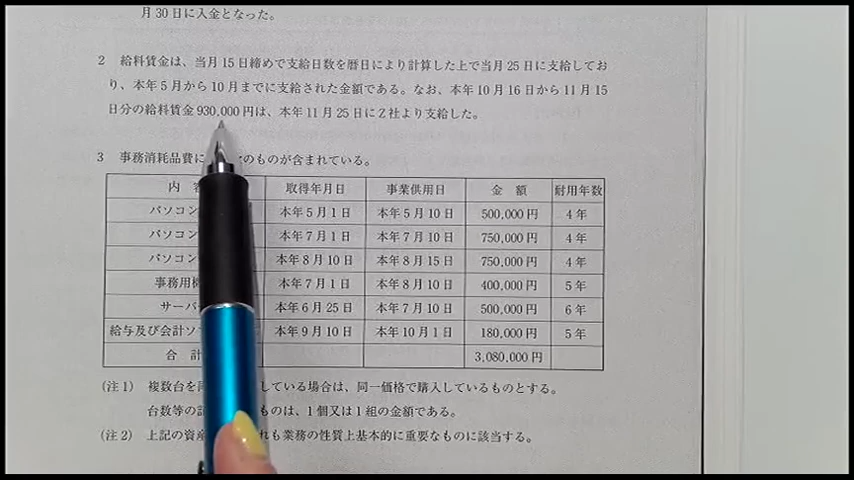 月30日に入金となった。
2 給料賃金は、当月15日締めで支給日数を暦日により計算した上で当月25日に支給してお
り、本年5月から10月までに支給された金額である。なお、本年10月16日から11月15
日分の給料賃金930,000円は、本年11月25日にZ社より支給した。
3 事務消耗品費に のものが含まれている。
内 取得年月日 事業供用日 金額 耐用年数
パソコン 本年5月1日 本年5月10日 500,000円 4年
パソコン 本年7月1日 本年7月10日 750,000円 4年
パソコン 本年8月10日 本年8月15日 750,000円 4年
事務用 本年7月1日 本年8月10日 400,000円 5年
サーバ 本年6月25日 本年7月10日 500,000円 6年
給与及び会計ソ 本年9月10日 本年10月1日 180,000円 5年
合計 3,080,000円
(注1) 複数台を している場合は、同一価格で購入しているものとする。
台数等の ものは、1個又は1組の金額である。
(注2) 上記の資産 れも業務の性質上基本的に重要なものに該当する。